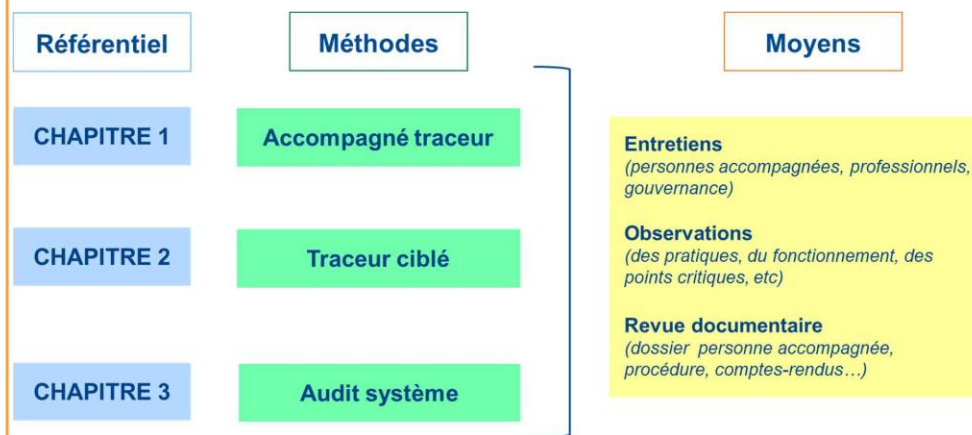 Référentiel
Méthodes
Moyens
CHAPITRE 1
Accompagné traceur
CHAPITRE 2
Traceur ciblé
CHAPITRE 3
Audit système
Entretiens
(personnes accompagnées, professionnels,
gouvernance)
Observations
(des pratiques, du fonctionnement, des
points critiques, etc)
Revue documentaire
(dossier personne accompagnée,
procédure, comptes-rendus…)